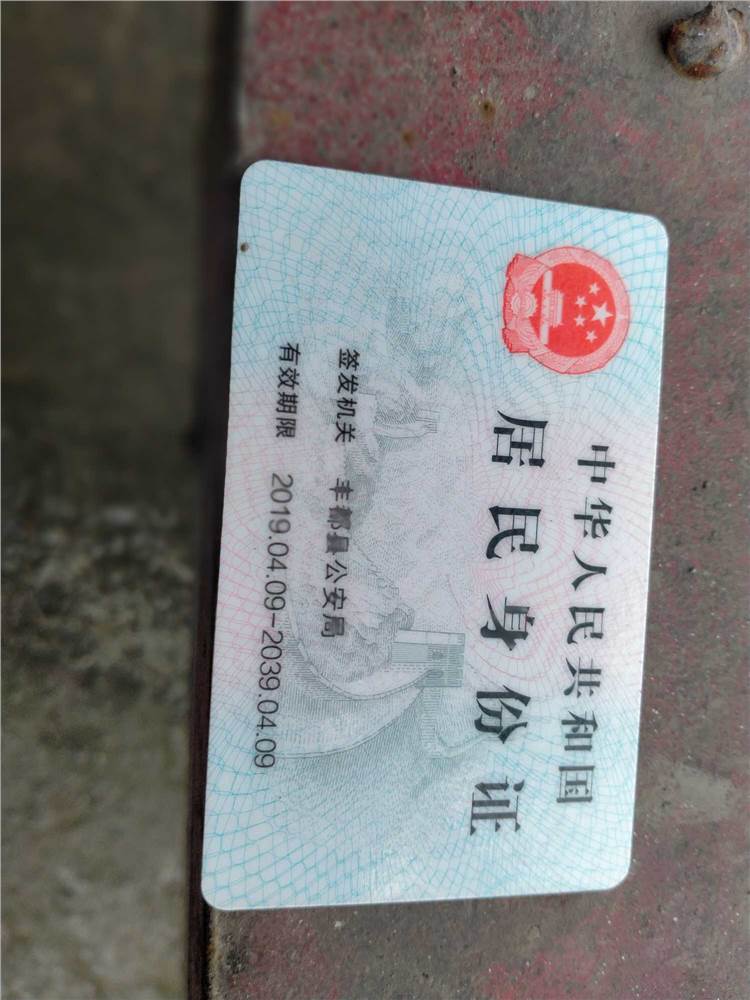 中华人民共和国
居民身份证
签发机关 丰都县公安局
有效期限 2019.04.09-2039.04.09